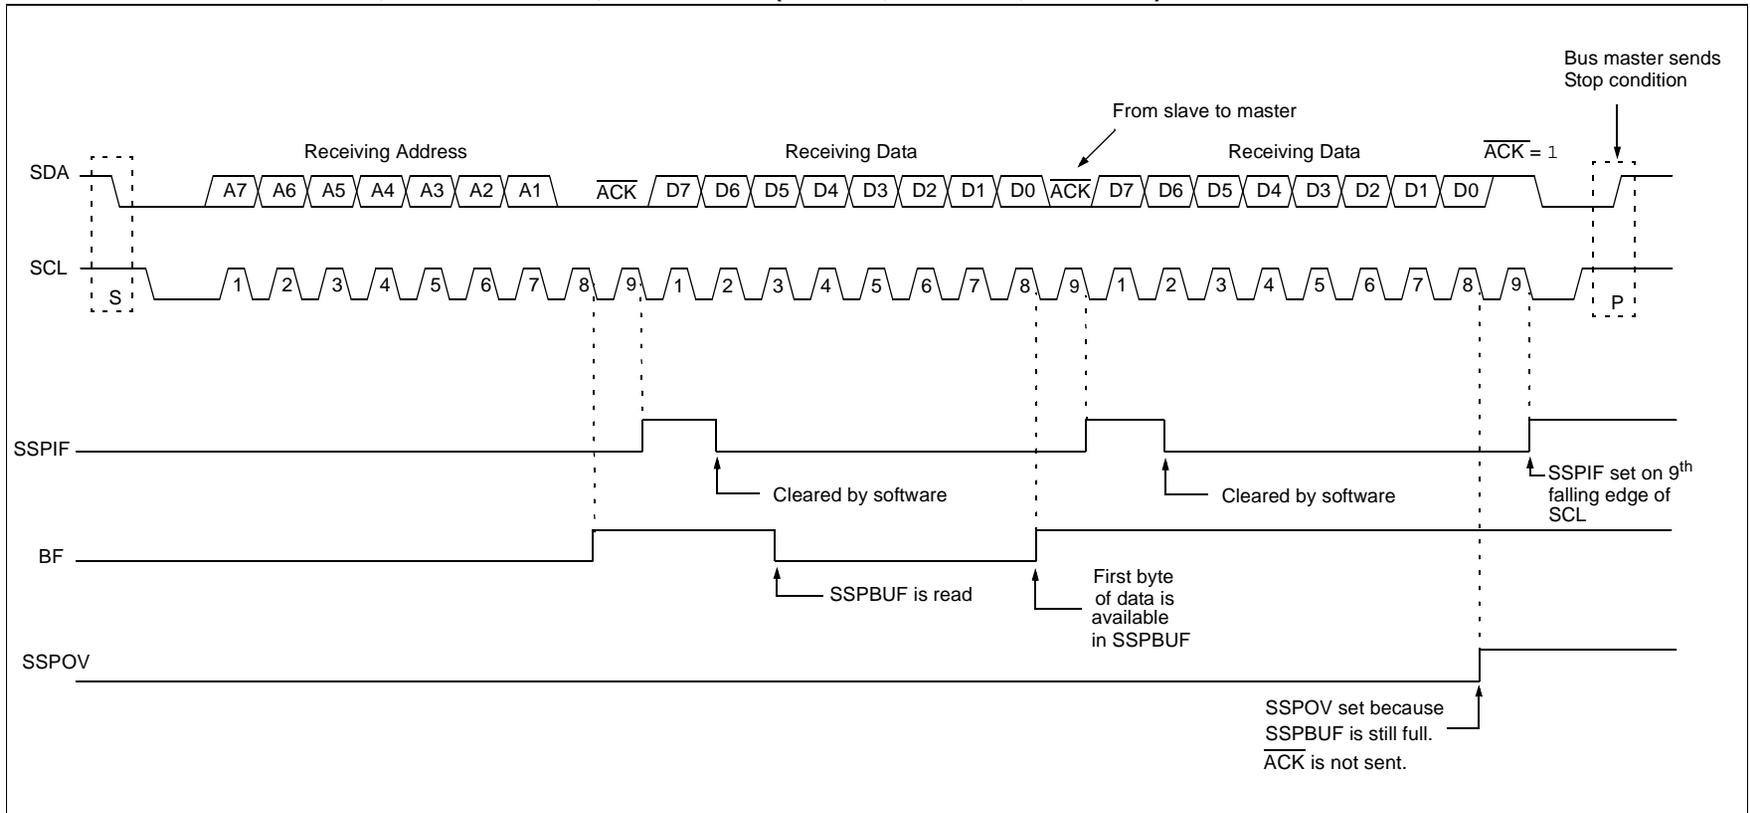 Bus master sends
Stop condition
From slave to master
Receiving Address
Receiving Data
Receiving Data
ACK = 1
SDA
A7 A6 A5 A4 A3 A2 A1 ACK D7 D6 D5 D4 D3 D2 D1 D0 ACK D7 D6 D5 D4 D3 D2 D1 D0
SCL
S
1 2 3 4 5 6 7 8 9 1 2 3 4 5 6 7 8 9 1 2 3 4 5 6 7 8 9
P
SSPIF
Cleared by software
Cleared by software
SSPIF set on 9th
falling edge of
SCL
BF
SSPBUF is read
First byte
of data is
available
in SSPBUF
SSPOV
SSPOV set because
SSPBUF is still full.
ACK is not sent.